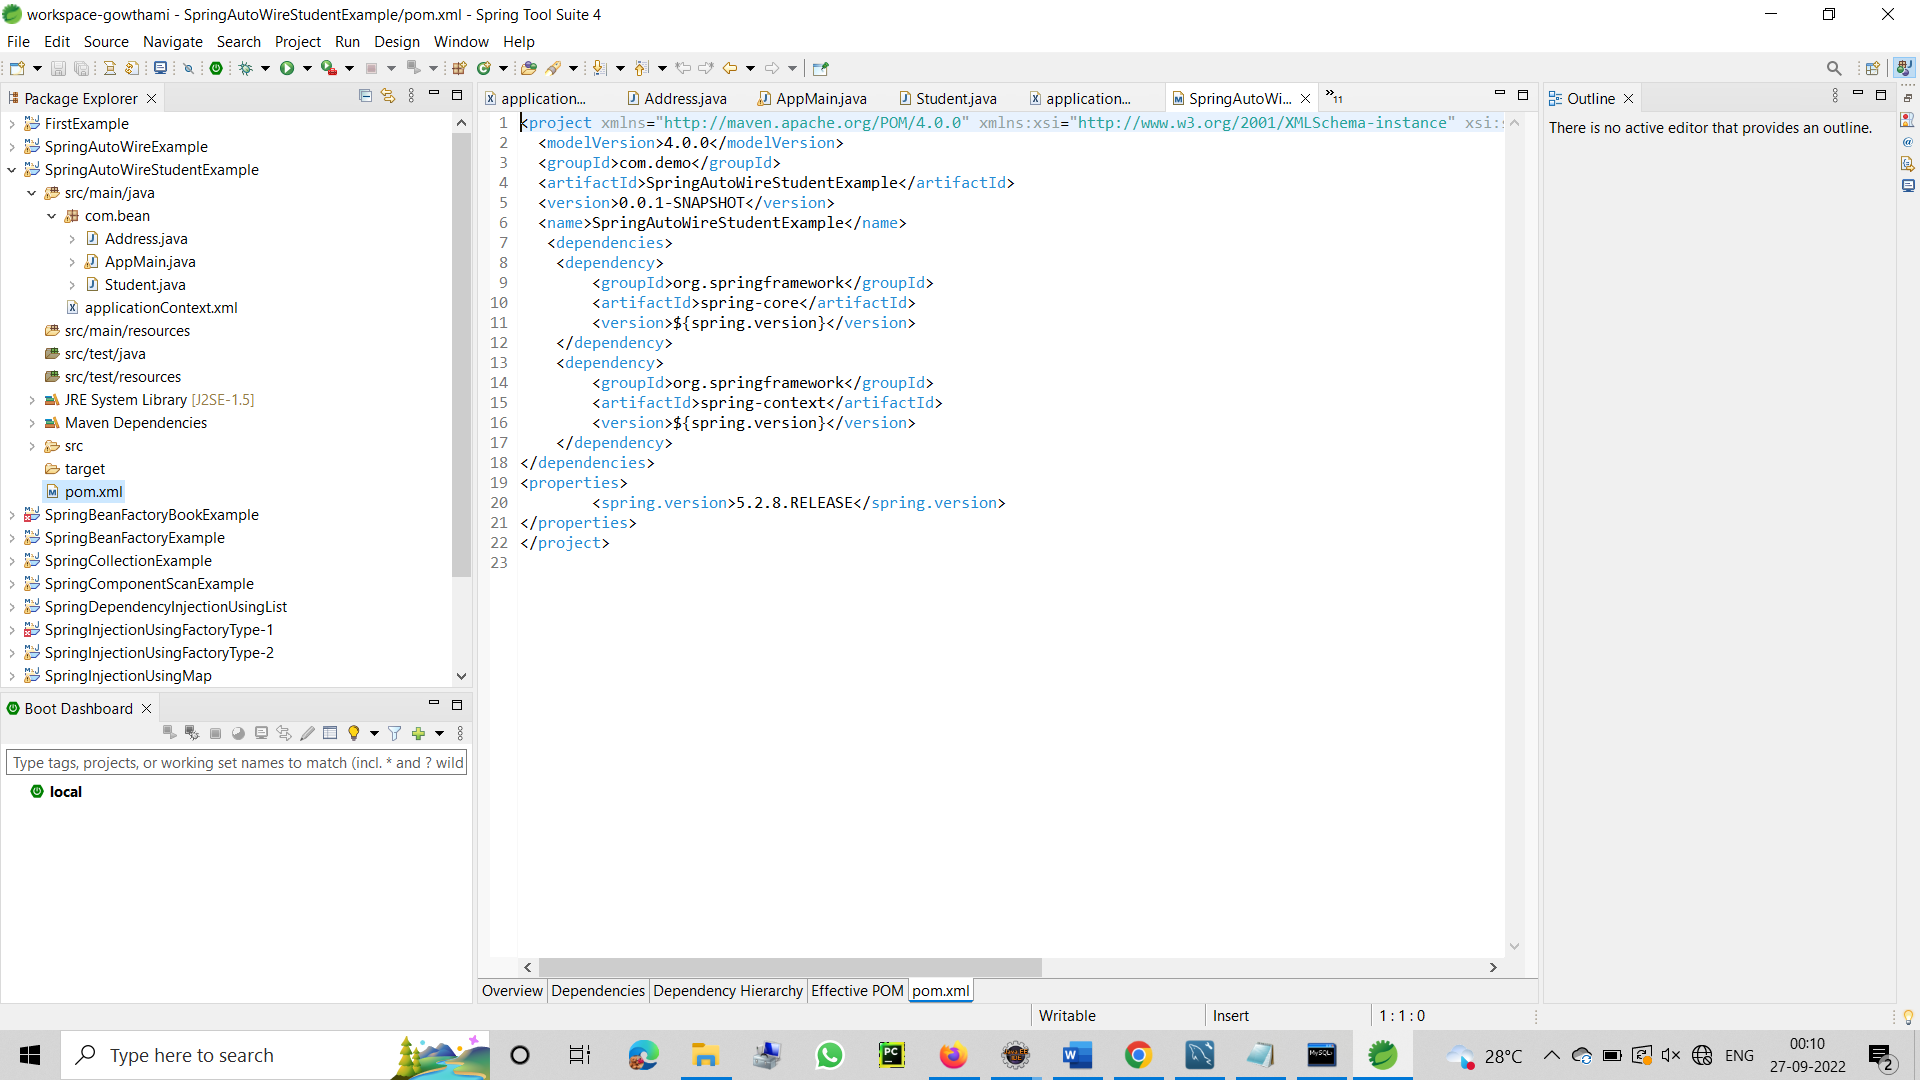 workspace-gowthami - SpringAutoWireStudentExample/pom.xml - Spring Tool Suite 4
File Edit Source Navigate Search Project Run Design Window Help
Package Explorer
FirstExample
SpringAutoWireExample
SpringAutoWireStudentExample
src/main/java
com.bean
Address.java
AppMain.java
Student.java
applicationContext.xml
src/main/resources
src/test/java
src/test/resources
JRE System Library [J2SE-1.5]
Maven Dependencies
src
target
pom.xml
SpringBeanFactoryBookExample
SpringBeanFactoryExample
SpringCollectionExample
SpringComponentScanExample
SpringDependencyInjectionUsingList
SpringInjectionUsingFactoryType-1
SpringInjectionUsingFactoryType-2
SpringInjectionUsingMap
Boot Dashboard
Type tags, projects, or working set names to match (incl. * and ? wild
local
application... Address.java AppMain.java Student.java application... SpringAutoWi... »11
1 <project xmlns="http://maven.apache.org/POM/4.0.0" xmlns:xsi="http://www.w3.org/2001/XMLSchema-instance" xsi:s
2 <modelVersion>4.0.0</modelVersion>
3 <groupId>com.demo</groupId>
4 <artifactId>SpringAutoWireStudentExample</artifactId>
5 <version>0.0.1-SNAPSHOT</version>
6 <name>SpringAutoWireStudentExample</name>
7 <dependencies>
8 <dependency>
9 <groupId>org.springframework</groupId>
10 <artifactId>spring-core</artifactId>
11 <version>${spring.version}</version>
12 </dependency>
13 <dependency>
14 <groupId>org.springframework</groupId>
15 <artifactId>spring-context</artifactId>
16 <version>${spring.version}</version>
17 </dependency>
18 </dependencies>
19 <properties>
20 <spring.version>5.2.8.RELEASE</spring.version>
21 </properties>
22 </project>
23
Overview Dependencies Dependency Hierarchy Effective POM pom.xml
Outline
There is no active editor that provides an outline.
Writable Insert 1 : 1 : 0
Type here to search
28°C ENG
00:10
27-09-2022
2